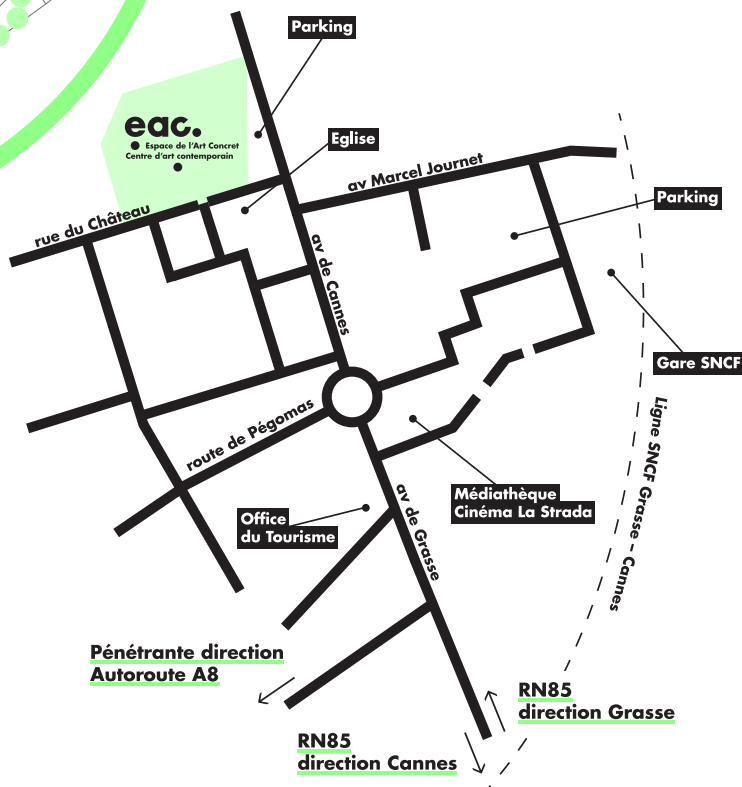 Parking
eac.
Espace de l'Art Concret
Centre d'art contemporain
Eglise
av Marcel Journet
Parking
rue du Château
av de Cannes
Gare SNCF
route de Pégomas
Ligne SNCF Grasse - Cannes
Médiathèque
Cinéma La Strada
av de Grasse
Office
du Tourisme
Pénétrante direction
Autoroute A8
RN85
direction Grasse
RN85
direction Cannes